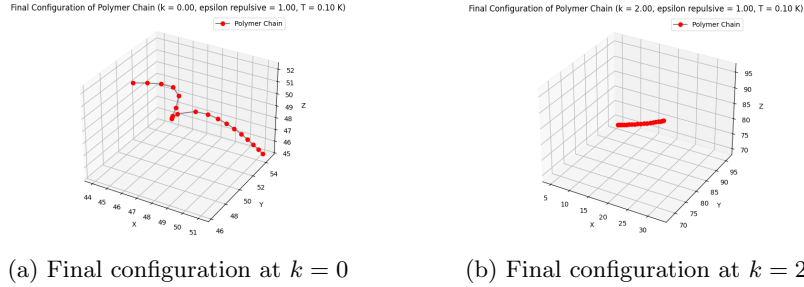 Final Configuration of Polymer Chain (k = 0.00, epsilon repulsive = 1.00, T = 0.10 K)
Polymer Chain
52
51
50
49
48
47
46
45
Z
54
52
50
48
46
Y
44 45 46 47 48 49 50 51
X
(a) Final configuration at k = 0
Final Configuration of Polymer Chain (k = 2.00, epsilon repulsive = 1.00, T = 0.10 K)
Polymer Chain
95
90
85
80
75
70
Z
95
90
85
80
75
70
Y
5 10 15 20 25 30
X
(b) Final configuration at k = 2